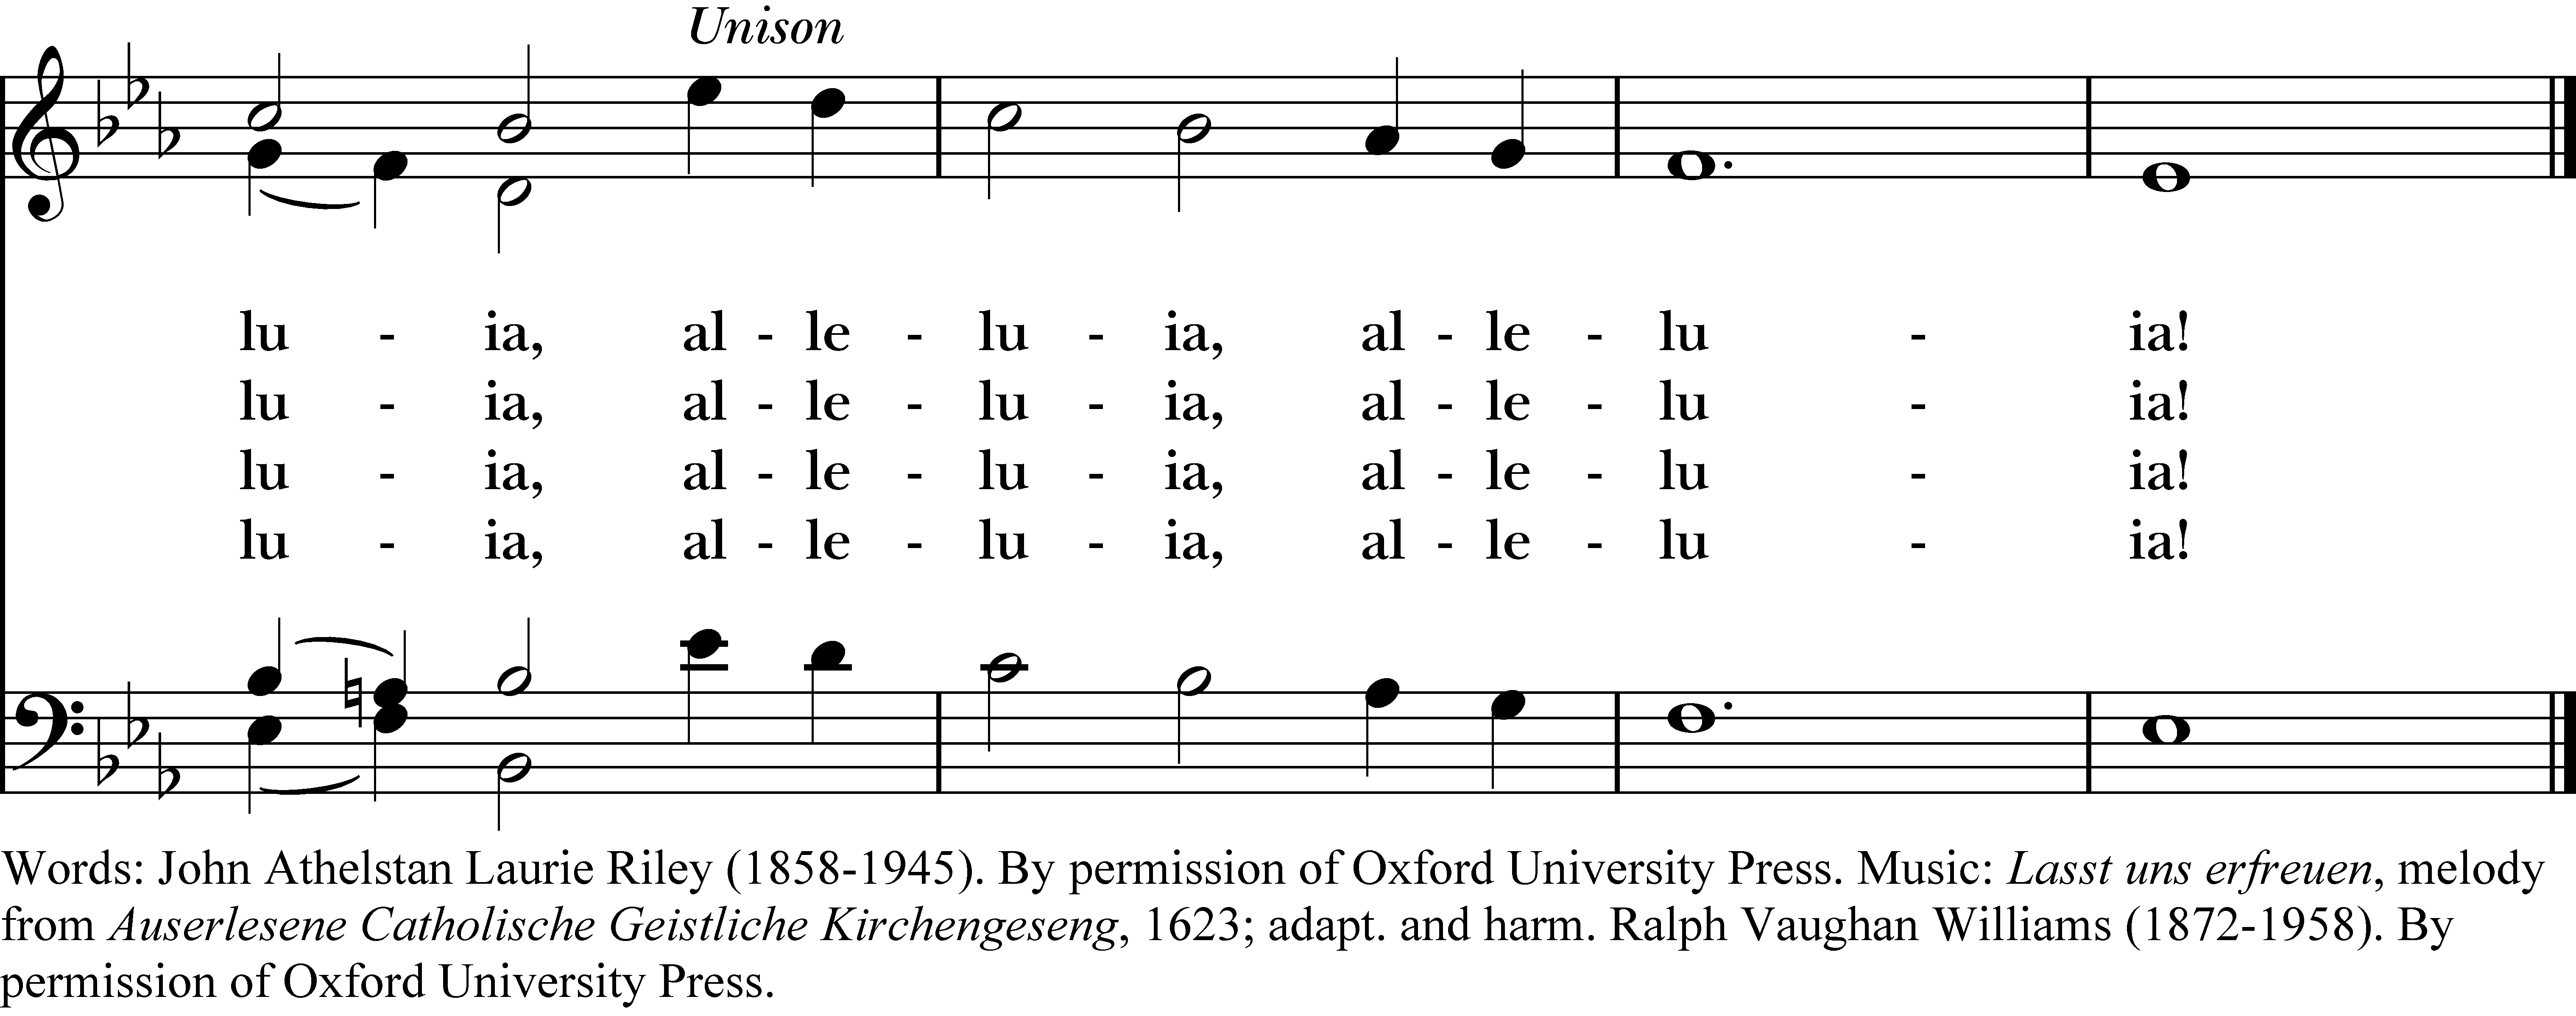 Unison
lu - ia, al - le - lu - ia, al - le - lu - ia!
lu - ia, al - le - lu - ia, al - le - lu - ia!
lu - ia, al - le - lu - ia, al - le - lu - ia!
lu - ia, al - le - lu - ia, al - le - lu - ia!
Words: John Athelstan Laurie Riley (1858-1945). By permission of Oxford University Press. Music: Lasst uns erfreuen, melody
from Auserlesene Catholische Geistliche Kirchengeseng, 1623; adapt. and harm. Ralph Vaughan Williams (1872-1958). By
permission of Oxford University Press.